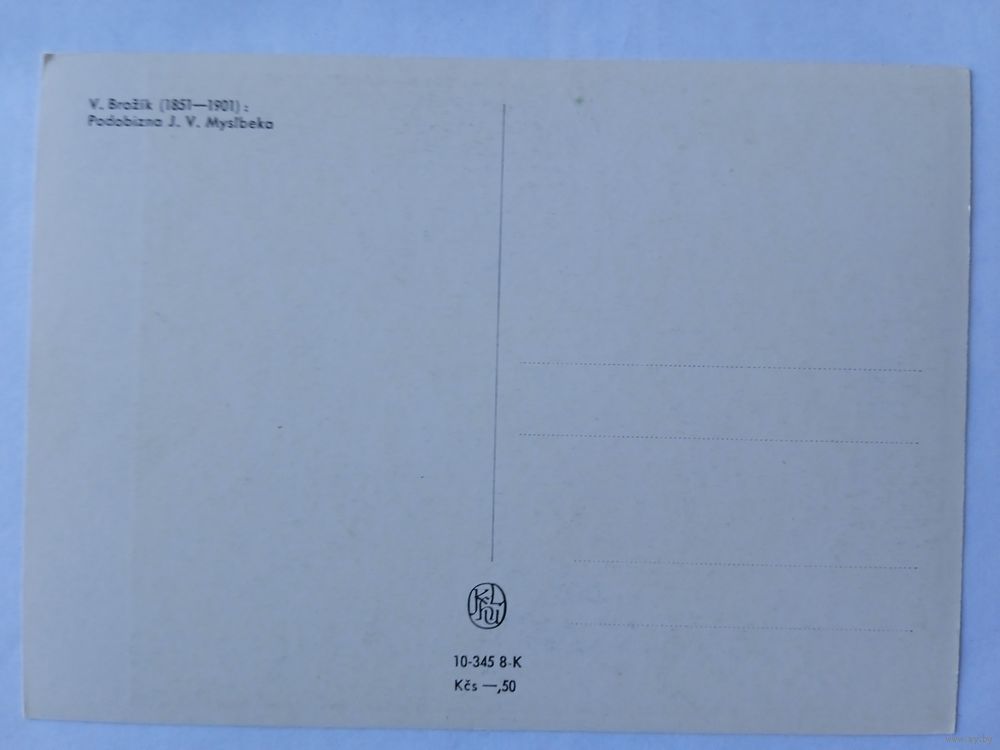 V. Brožík (1851—1901) :
Podobizna J. V. Myslbeka
10-345 8-K
Kčs —,50